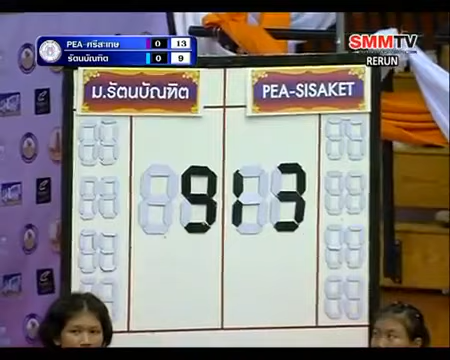 PEA-ศรีสะเกษ 0 13
รัตนบัณฑิต 0 9
SMMTV
RERUN
ม.รัตนบัณฑิต PEA-SISAKET
9 13